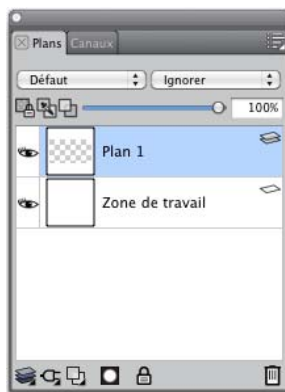 Plans Canaux
Défaut Ignorer
100%
Plan 1
Zone de travail